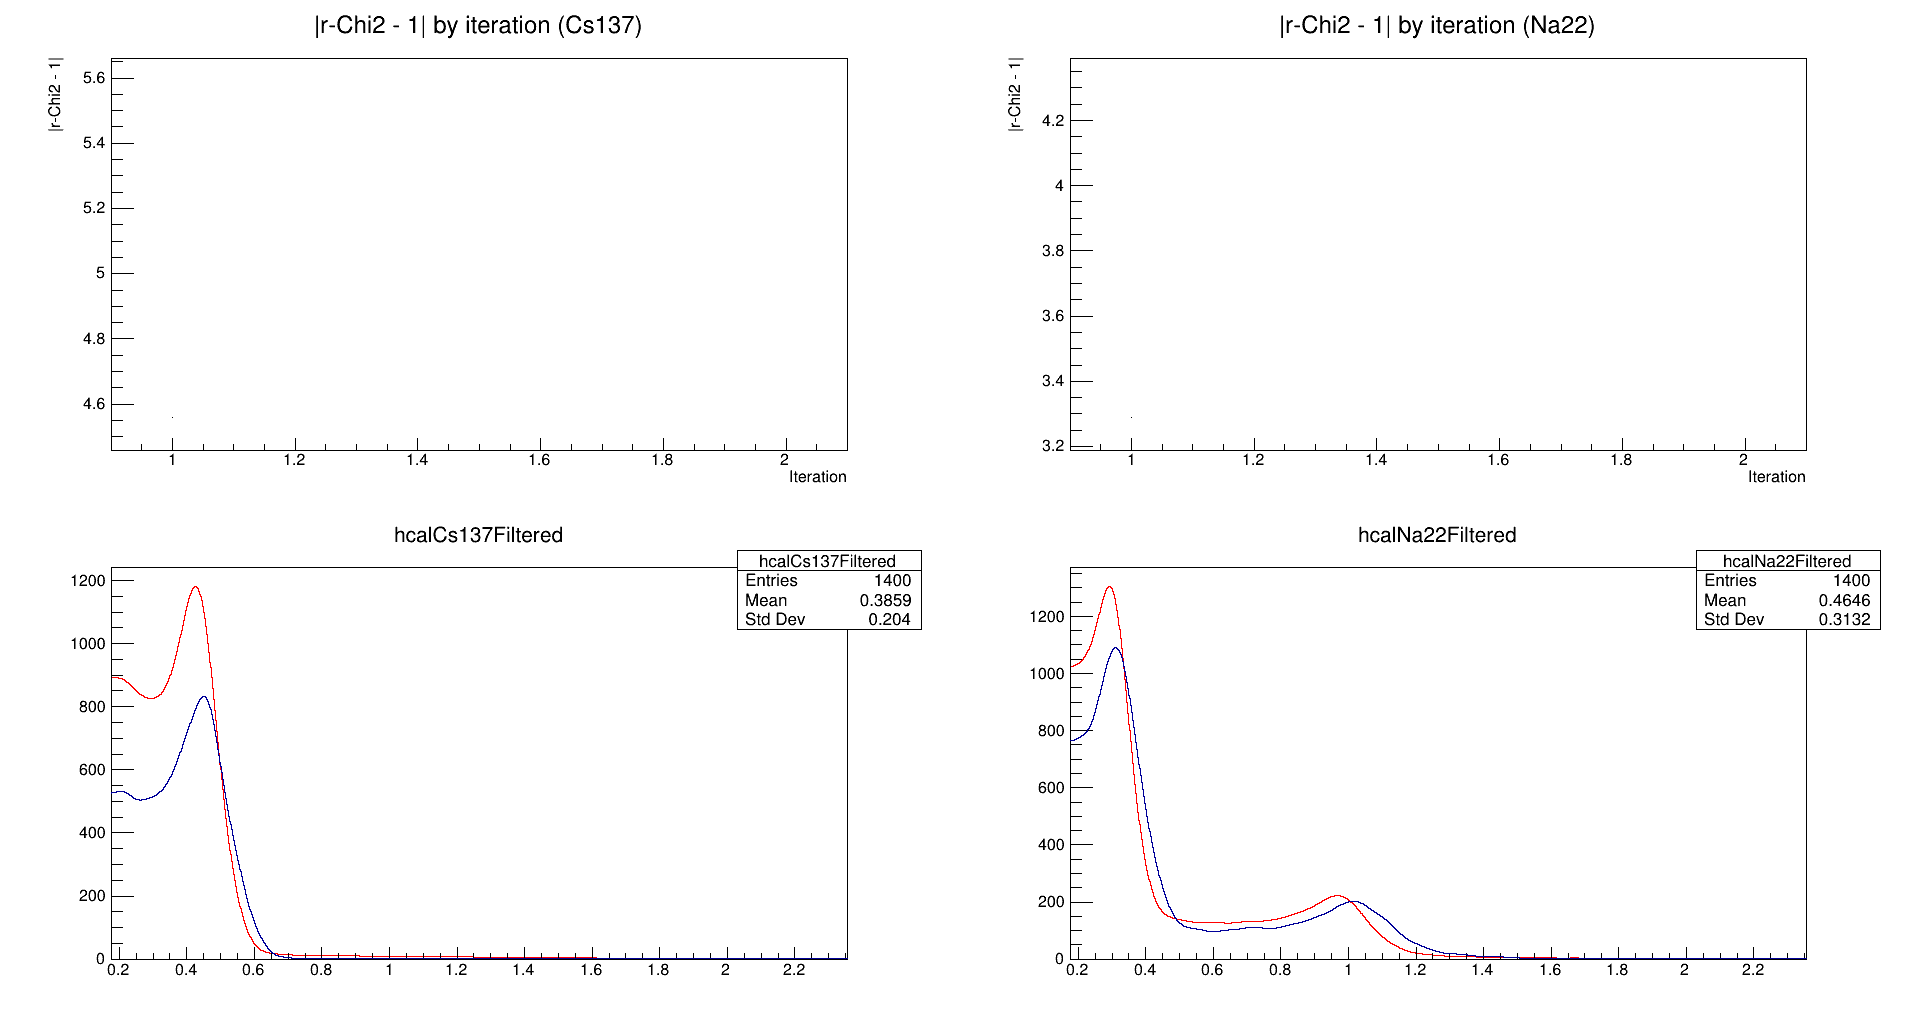 |r-Chi2 - 1| by iteration (Cs137)
|r-Chi2 - 1|
5.6
5.4
5.2
5
4.8
4.6
1 1.2 1.4 1.6 1.8 2
Iteration
|r-Chi2 - 1| by iteration (Na22)
|r-Chi2 - 1|
4.2
4
3.8
3.6
3.4
3.2
1 1.2 1.4 1.6 1.8 2
Iteration
hcalCs137Filtered
hcalCs137Filtered
Entries 1400
Mean 0.3859
Std Dev 0.204
1200
1000
800
600
400
200
0
0.2 0.4 0.6 0.8 1 1.2 1.4 1.6 1.8 2 2.2
hcalNa22Filtered
hcalNa22Filtered
Entries 1400
Mean 0.4646
Std Dev 0.3132
1200
1000
800
600
400
200
0
0.2 0.4 0.6 0.8 1 1.2 1.4 1.6 1.8 2 2.2